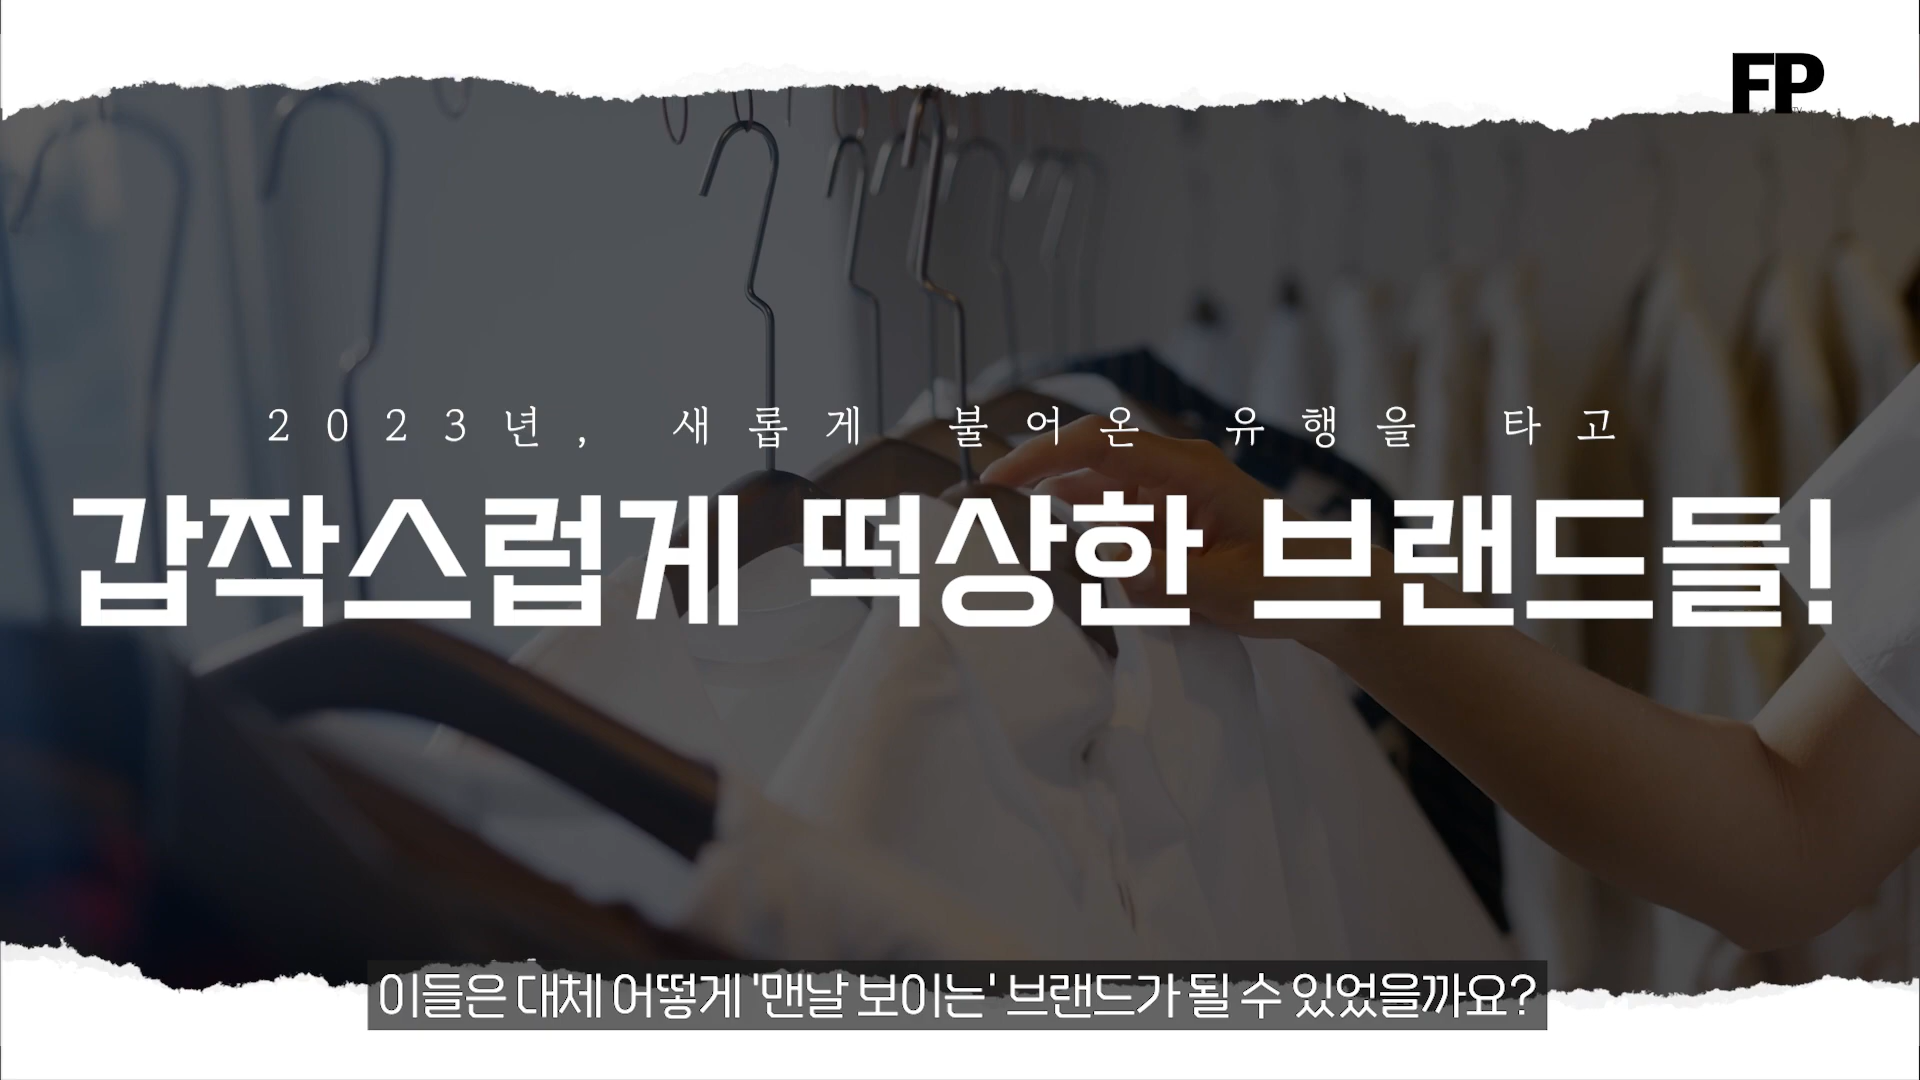 FP
2023년, 새롭게 불어온 유행을 타고
갑작스럽게 떡상한 브랜드들!
이들은 대체 어떻게 '맨날 보이는' 브랜드가 될 수 있었을까요?